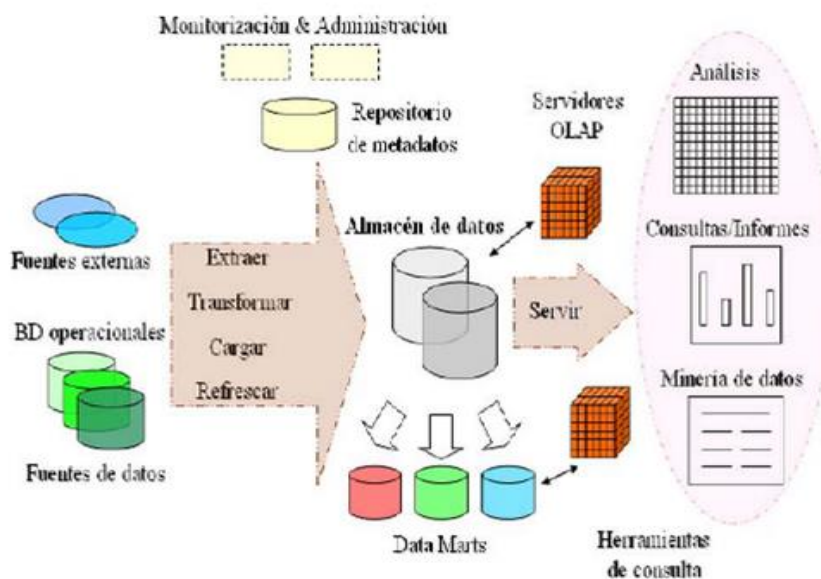 Monitorización & Administración
Repositorio
de metadatos
Servidores
OLAP
Análisis
Fuentes externas
Extraer
Transformar
Cargar
Refrescar
Almacén de datos
Servir
Consultas/Informes
BD operacionales
Fuentes de datos
Minería de datos
Data Marts
Herramientas
de consulta